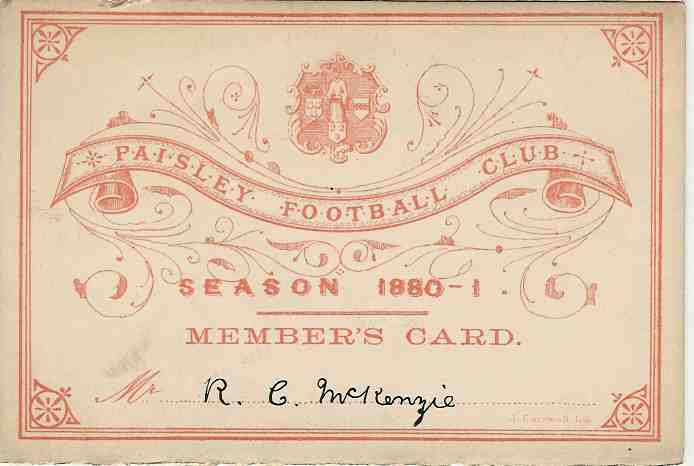 PAISLEY FOOTBALL CLUB
SEASON 1880-1.
MEMBER'S CARD.
Mr R. C. McKenzie